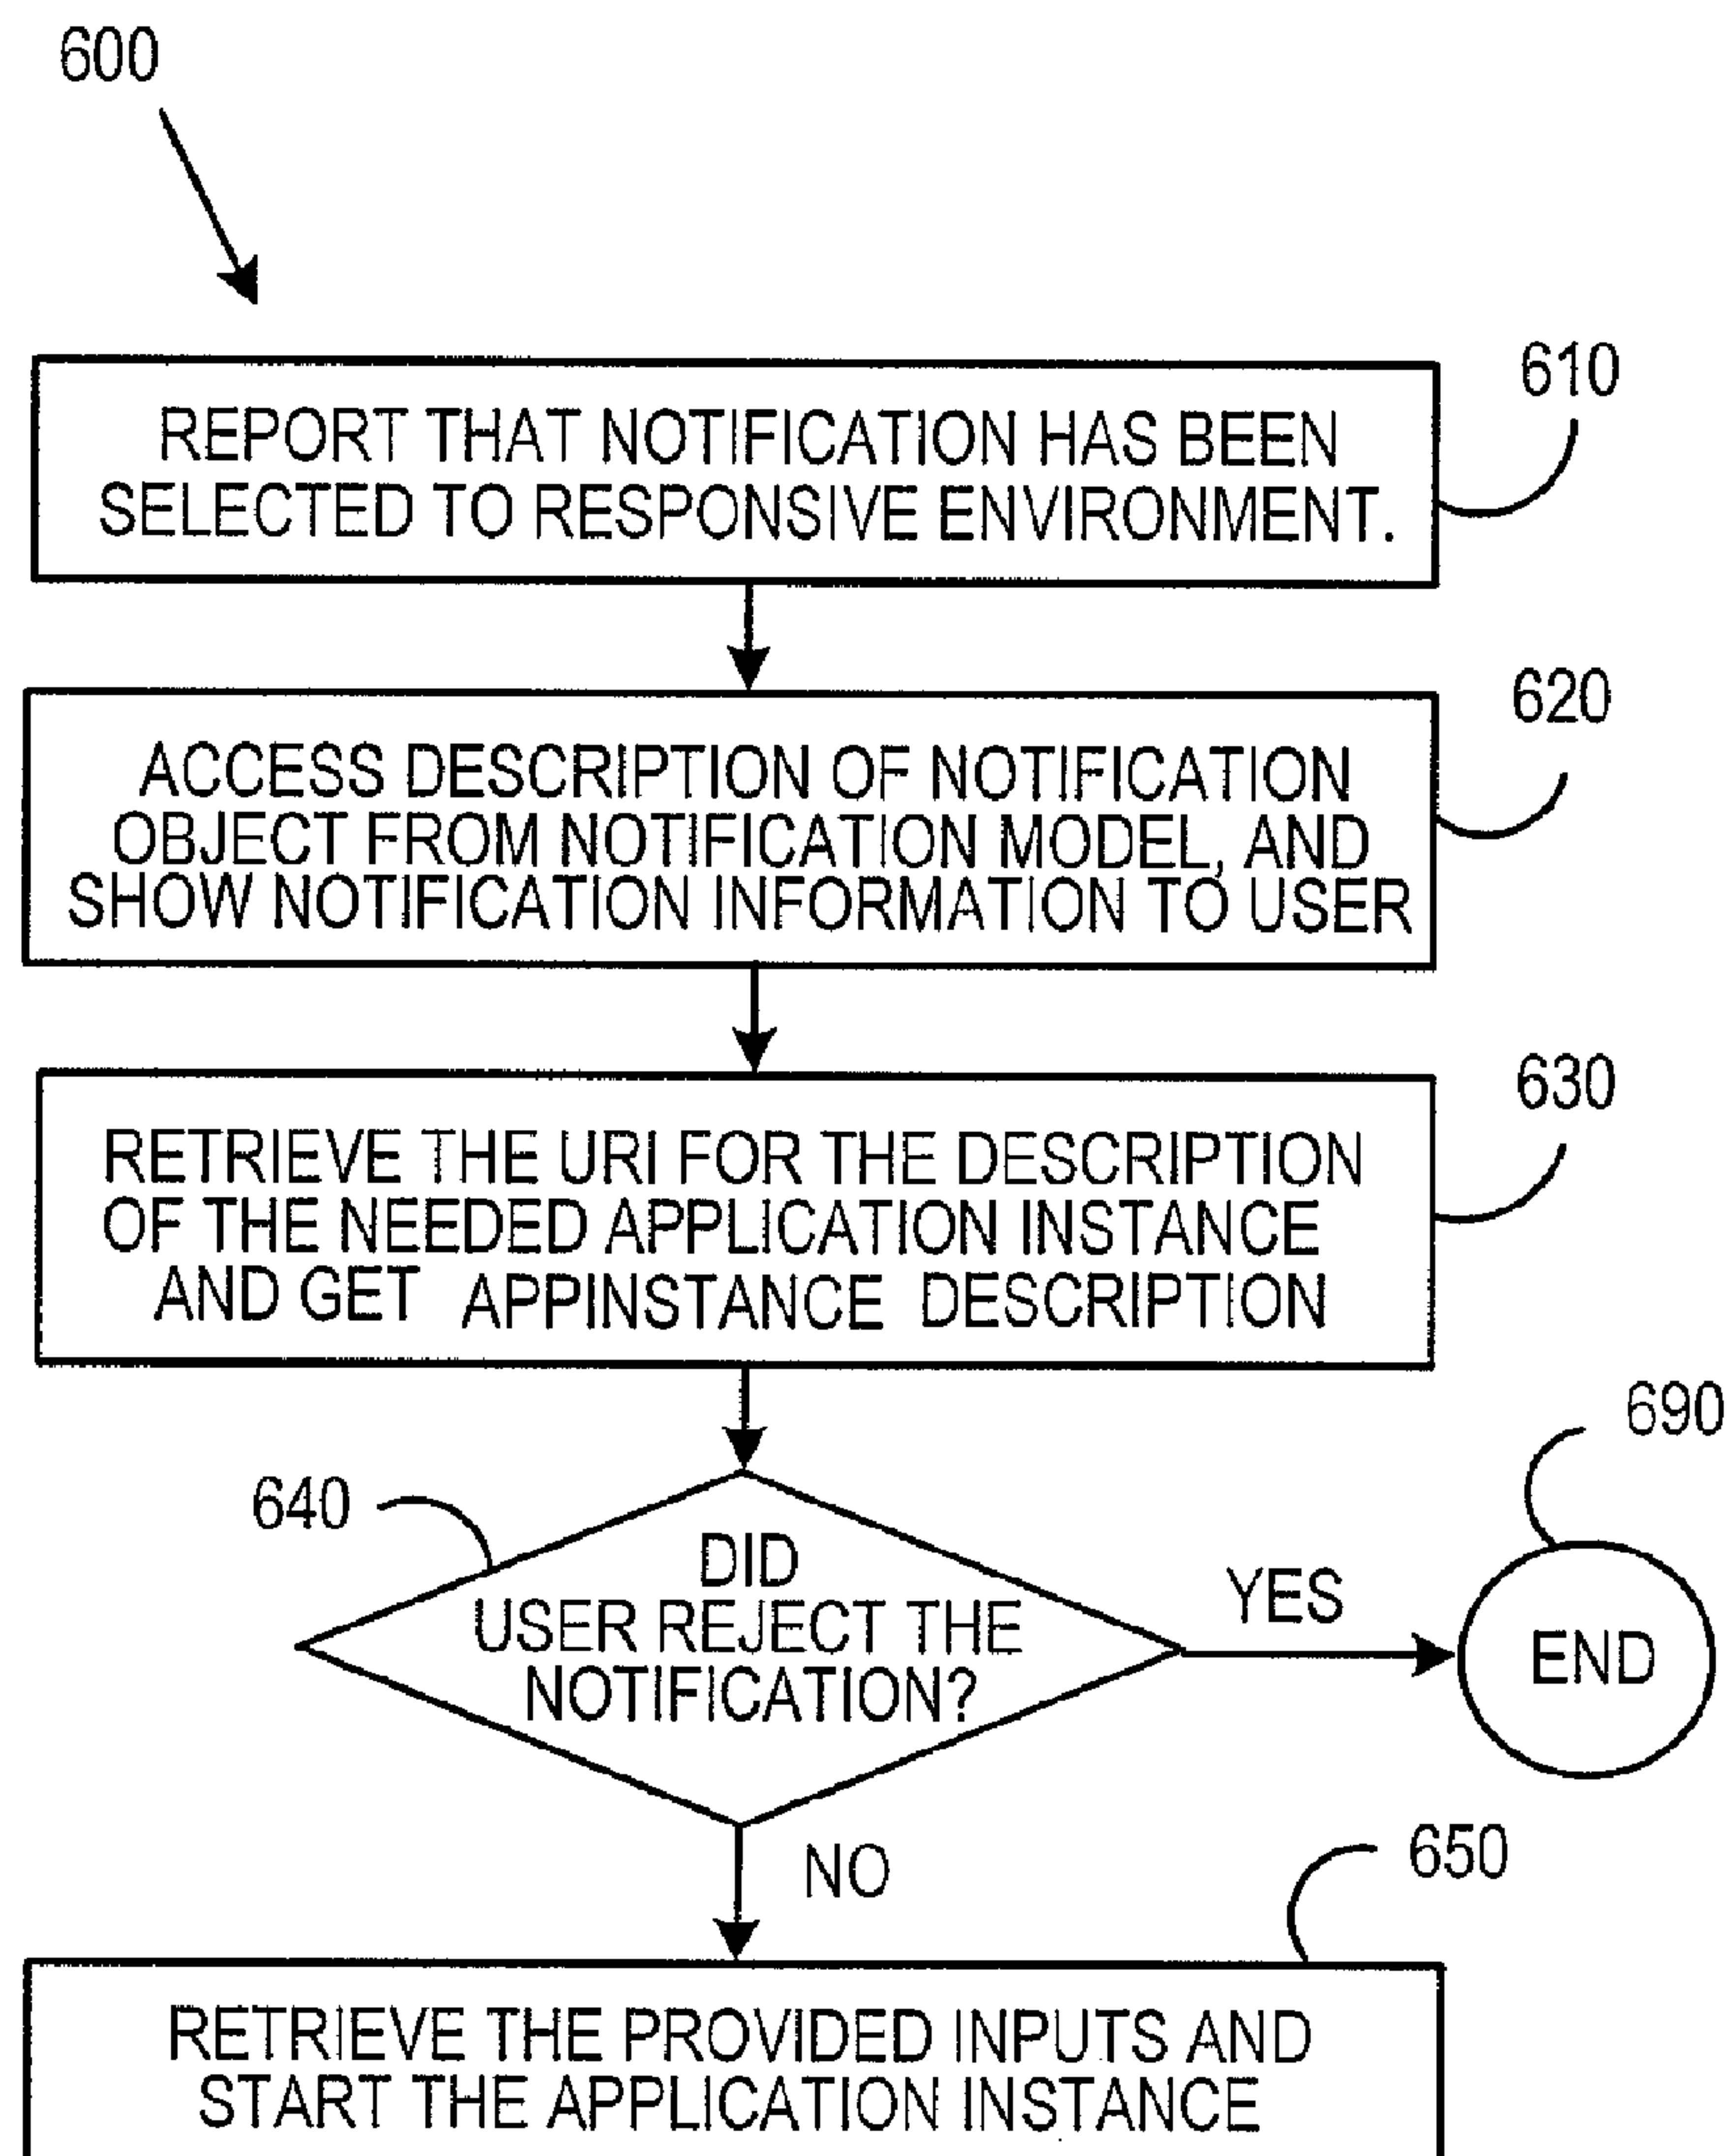 600
610
REPORT THAT NOTIFICATION HAS BEEN
SELECTED TO RESPONSIVE ENVIRONMENT.
620
ACCESS DESCRIPTION OF NOTIFICATION
OBJECT FROM NOTIFICATION MODEL, AND
SHOW NOTIFICATION INFORMATION TO USER
630
RETRIEVE THE URI FOR THE DESCRIPTION
OF THE NEEDED APPLICATION INSTANCE
AND GET APPINSTANCE DESCRIPTION
690
640
DID
USER REJECT THE
NOTIFICATION?
YES
END
NO
650
RETRIEVE THE PROVIDED INPUTS AND
START THE APPLICATION INSTANCE